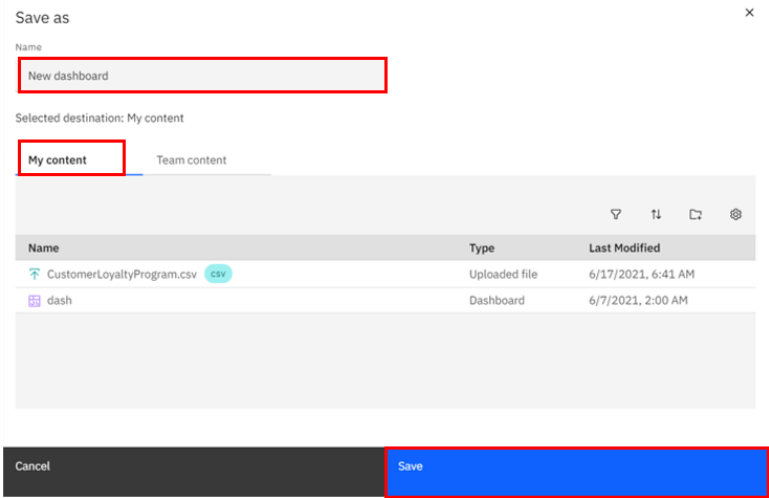 Save as
Name
New dashboard
Selected destination: My content
My content Team content
Name Type Last Modified
CustomerLoyaltyProgram.csv csv Uploaded file 6/17/2021, 6:41 AM
dash Dashboard 6/7/2021, 2:00 AM
Cancel Save